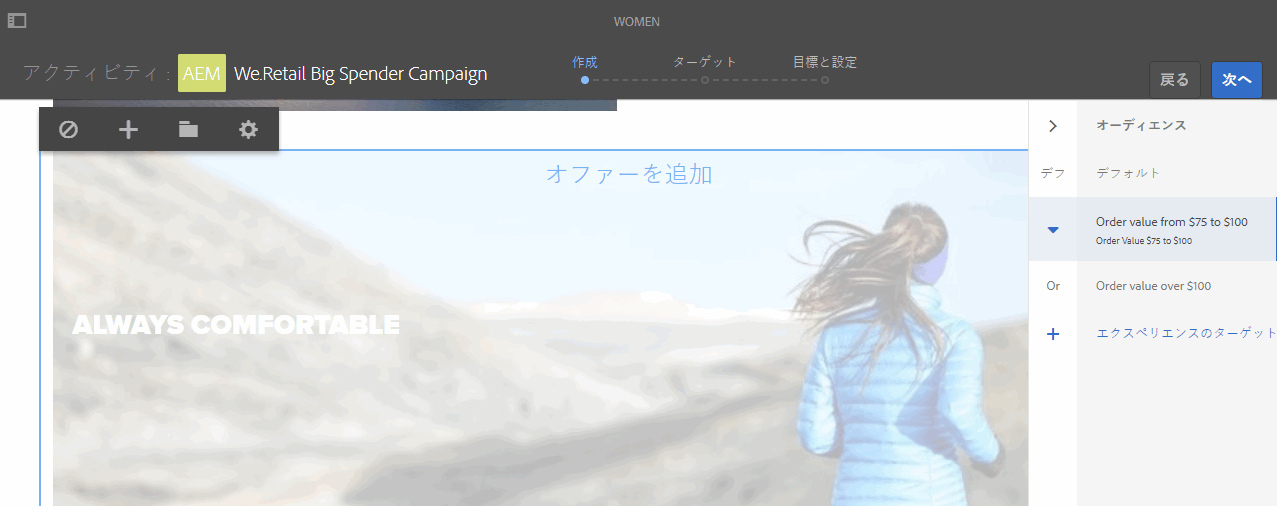 WOMEN
アクティビティ :
AEM
We.Retail Big Spender Campaign
作成
ターゲット
目標と設定
戻る
次へ
オファーを追加
ALWAYS COMFORTABLE
オーディエンス
デフ
デフォルト
Order value from $75 to $100
Order Value $75 to $100
Or
Order value over $100
エクスペリエンスのターゲット